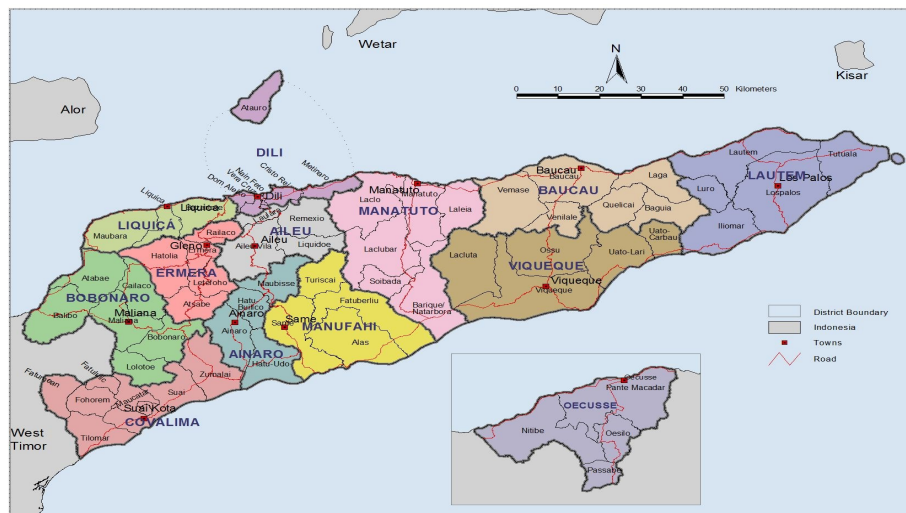 Wetar
Kisar
Alor
N
0 10 20 30 40 50 Kilometers
Atauro
DILI
Dom Aleixo
Vera Cruz
Nain Feto
Cristo Rei
Metinaro
Dili
Liquica
Liquica
Maubara
LIQUIÇÁ
Manatuto
Manatuto
Laclo
Laleia
MANATUTO
Laclubar
Soibada
Barique/
Natarbora
Baucau
Baucau
Vemase
BAUCAU
Laga
Venilale
Quelicai
Baguia
Lautem
Tutuala
LAUTEM
Luro
Los Palos
Lospalos
Iliomar
Railaco
Gleno
Ermera
Hatolia
ERMERA
Letefoho
Atsabe
Laulara
Remexio
AILEU
Aileu
Aileu Vila
Liquidoe
Lacluta
Ossu
Uato-Lari
Uato-
Carbau
VIQUEQUE
Viqueque
Viqueque
Atabae
Cailaco
BOBONARO
Balibo
Maliana
Maliana
Bobonaro
Lolotoe
Maubisse
Hatu
Builico
Ainaro
Ainaro
AINARO
Hatu-Udo
Turiscai
Fatuberliu
Same
Same
MANUFAHI
Alas
Fatululic
Fohorem
Maucatar
Zumalai
Suai
Suai Kota
COVALIMA
Tilomar
West
Timor
Oecusse
Pante Macadar
OECUSSE
Nitibe
Oesilo
Passabe
District Boundary
Indonesia
Towns
Road